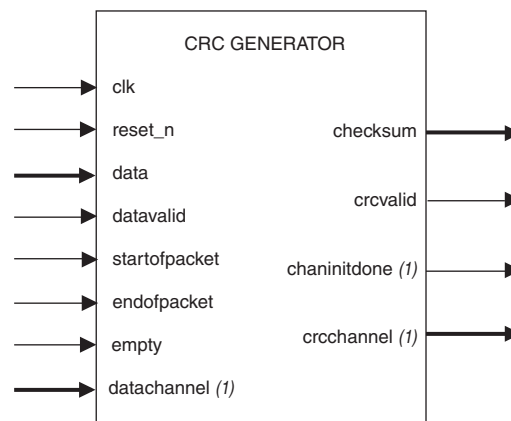 CRC GENERATOR
clk
reset_n
data
datavalid
startofpacket
endofpacket
empty
datachannel (1)
checksum
crcvalid
chaninitdone (1)
crcchannel (1)